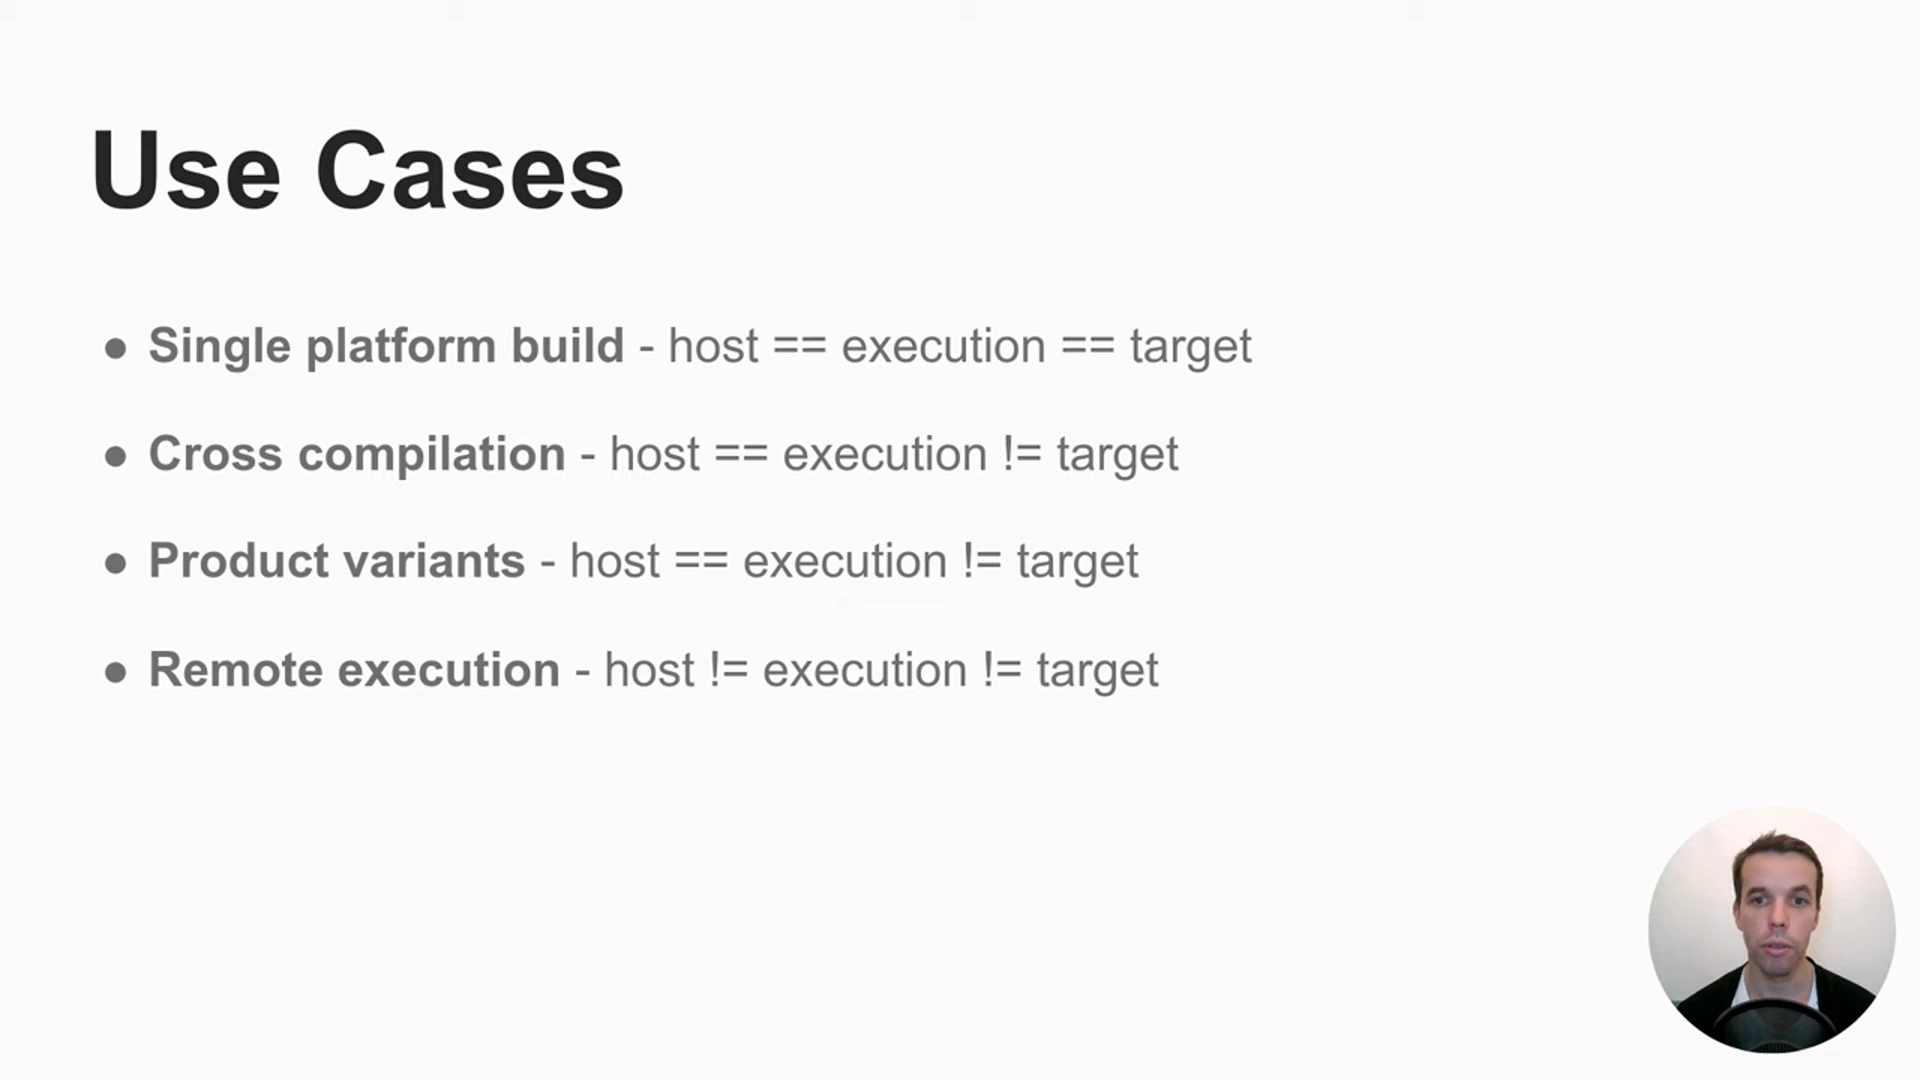 Use Cases
● Single platform build - host == execution == target
● Cross compilation - host == execution != target
● Product variants - host == execution != target
● Remote execution - host != execution != target